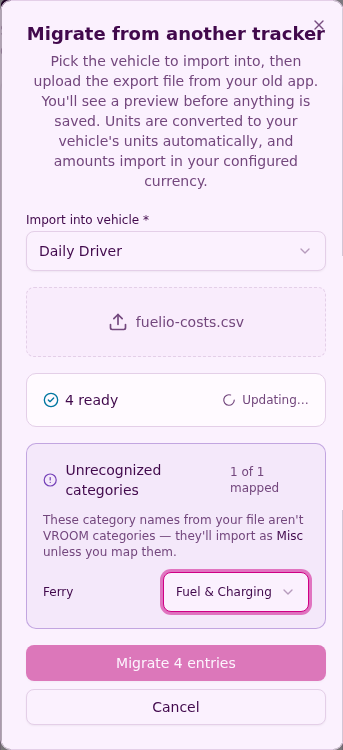 Migrate from another tracker
Pick the vehicle to import into, then
upload the export file from your old app.
You'll see a preview before anything is
saved. Units are converted to your
vehicle's units automatically, and
amounts import in your configured
currency.
Import into vehicle *
Daily Driver
fuelio-costs.csv
4 ready
Updating...
Unrecognized
categories
1 of 1
mapped
These category names from your file aren't
VROOM categories — they'll import as Misc
unless you map them.
Ferry
Fuel & Charging
Migrate 4 entries
Cancel